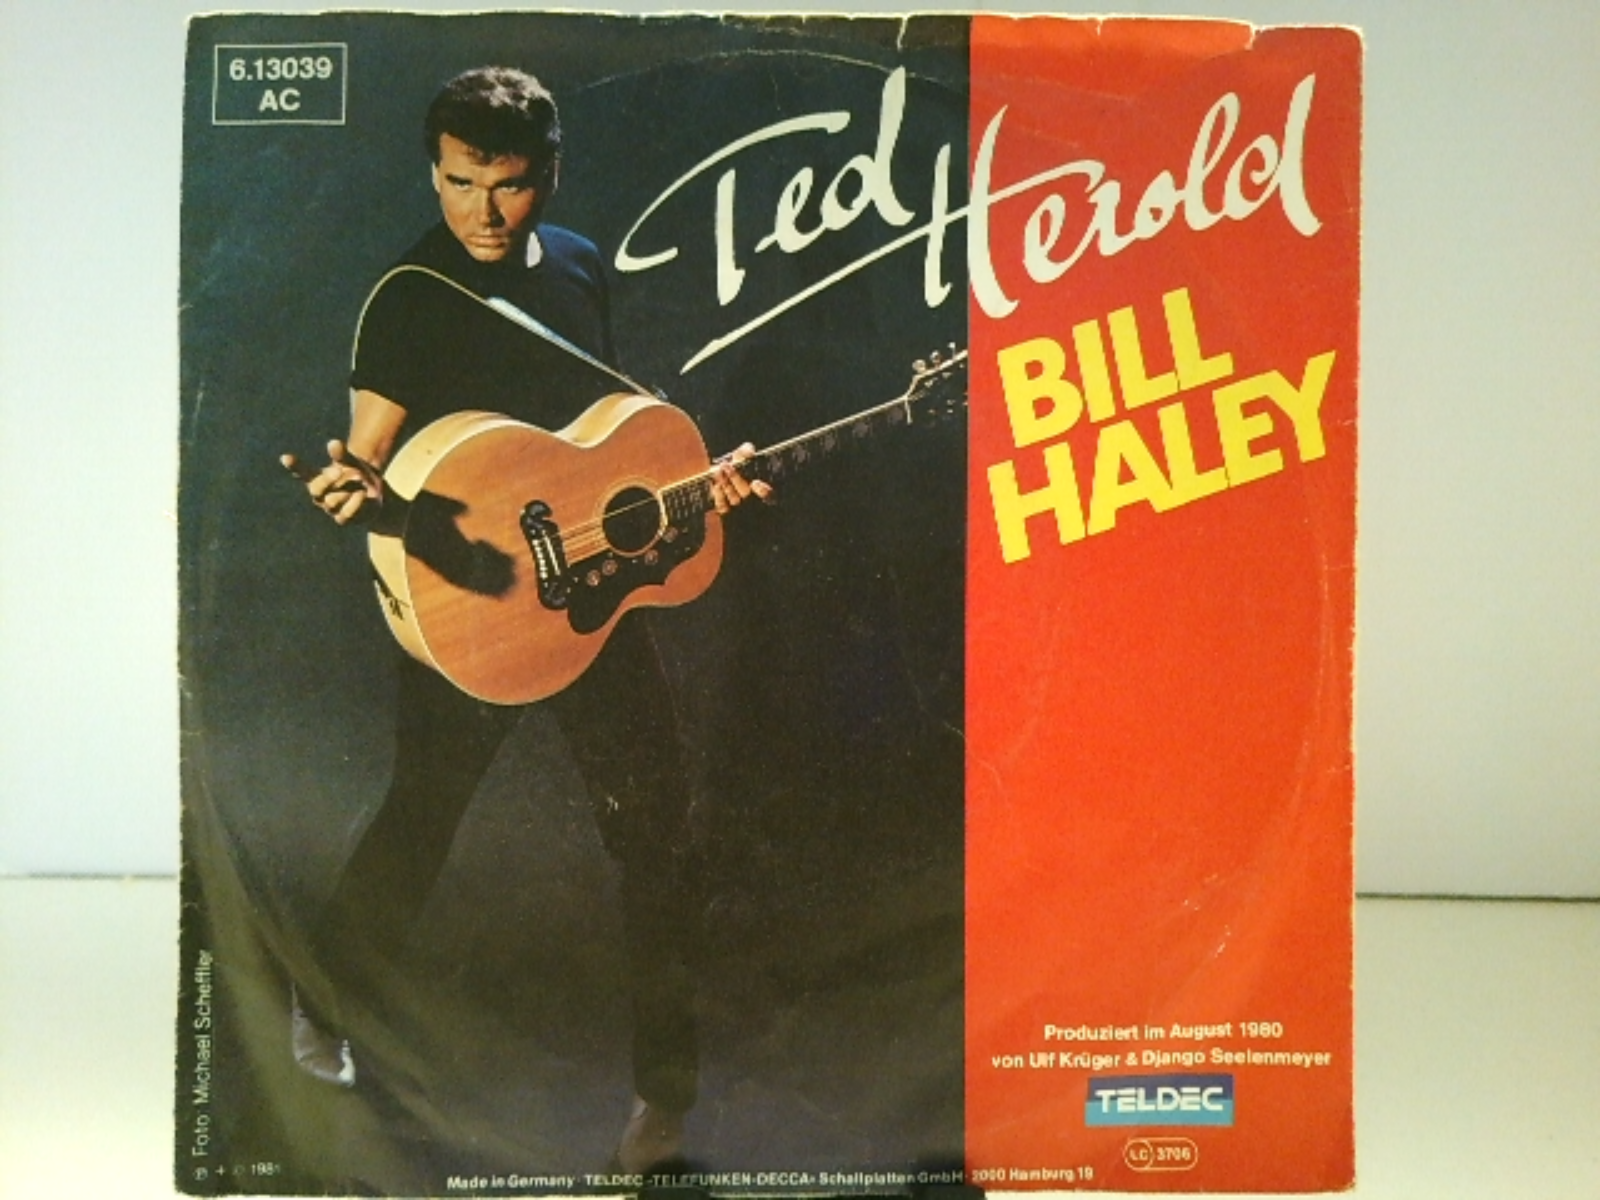 6.13039
AC
Ted Herold
BILL
HALEY
Produziert im August 1980
von Ulf Krüger & Django Seelenmeyer
TELDEC
LC 3706
Foto: Michael Scheffler
℗ + © 1981
Made in Germany · TELDEC »TELEFUNKEN-DECCA« Schallplatten GmbH · 2000 Hamburg 19